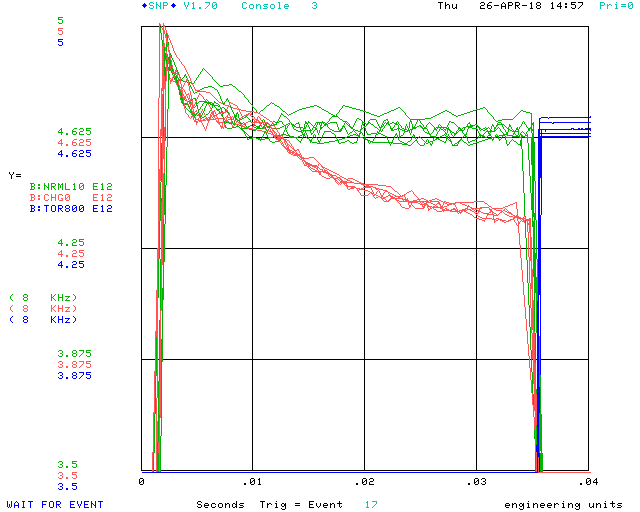 ◆SNP◆ V1.70 Console 3 Thu 26-APR-18 14:57 Pri=0
5
5
5
4.625
4.625
4.625
Y=
B:NRML10 E12
B:CHG0 E12
B:TOR800 E12
4.25
4.25
4.25
( 8 KHz)
( 8 KHz)
( 8 KHz)
3.875
3.875
3.875
3.5
3.5
3.5
0 .01 .02 .03 .04
WAIT FOR EVENT Seconds Trig = Event 17 engineering units